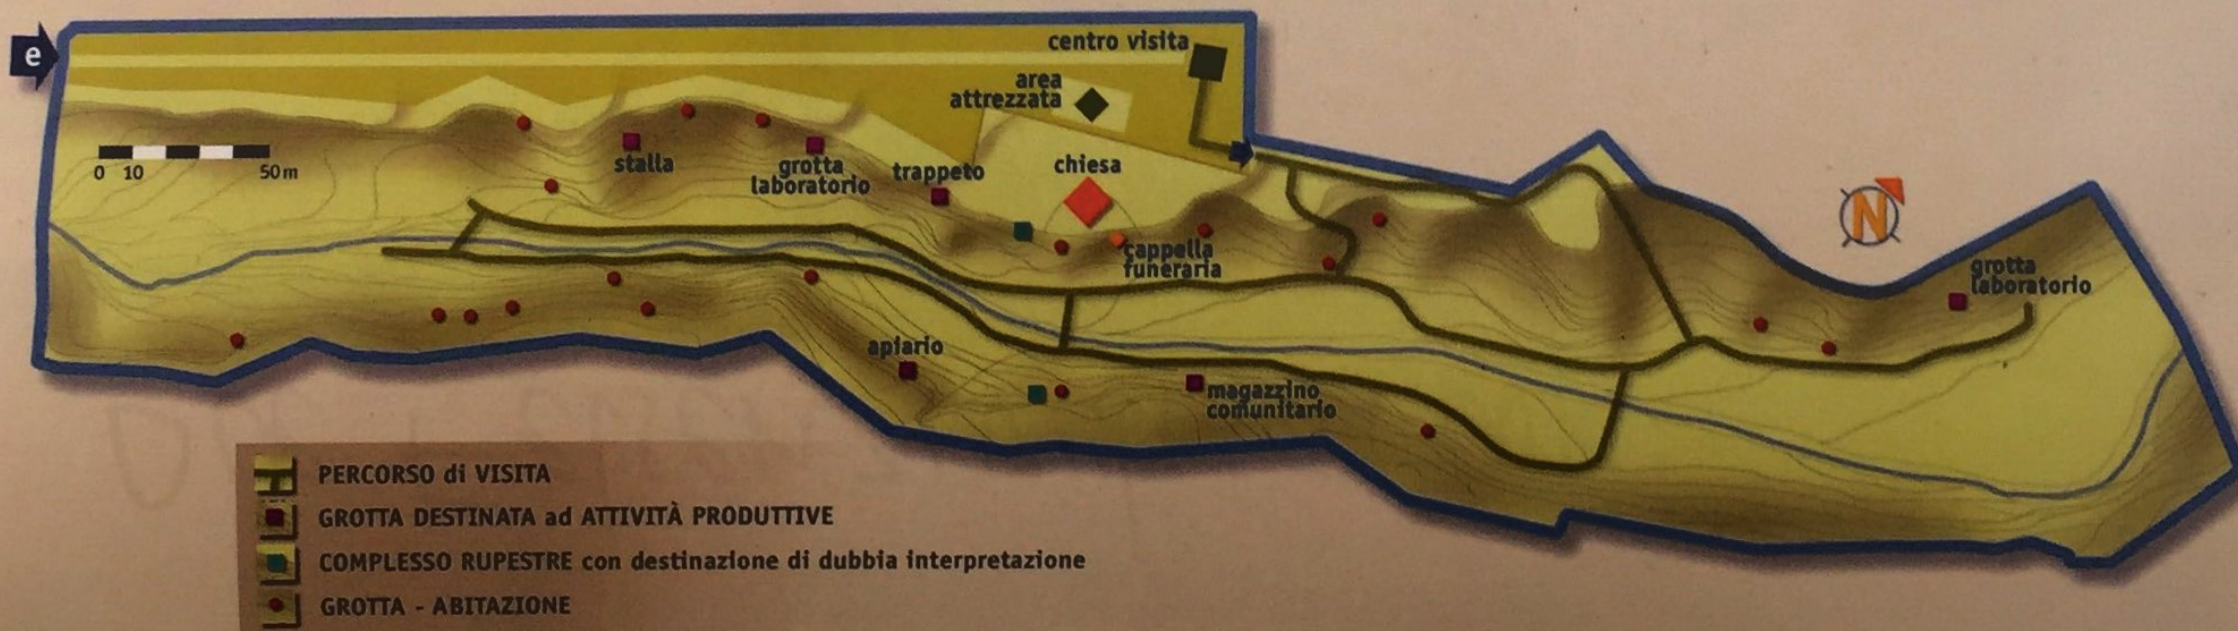 e
centro visita
area
attrezzata
0 10 50 m
stalla
grotta
laboratorio
trappeto
chiesa
cappella
funeraria
N
grotta
laboratorio
apiario
magazzino
comunitario
PERCORSO di VISITA
GROTTA DESTINATA ad ATTIVITÀ PRODUTTIVE
COMPLESSO RUPESTRE con destinazione di dubbia interpretazione
GROTTA - ABITAZIONE